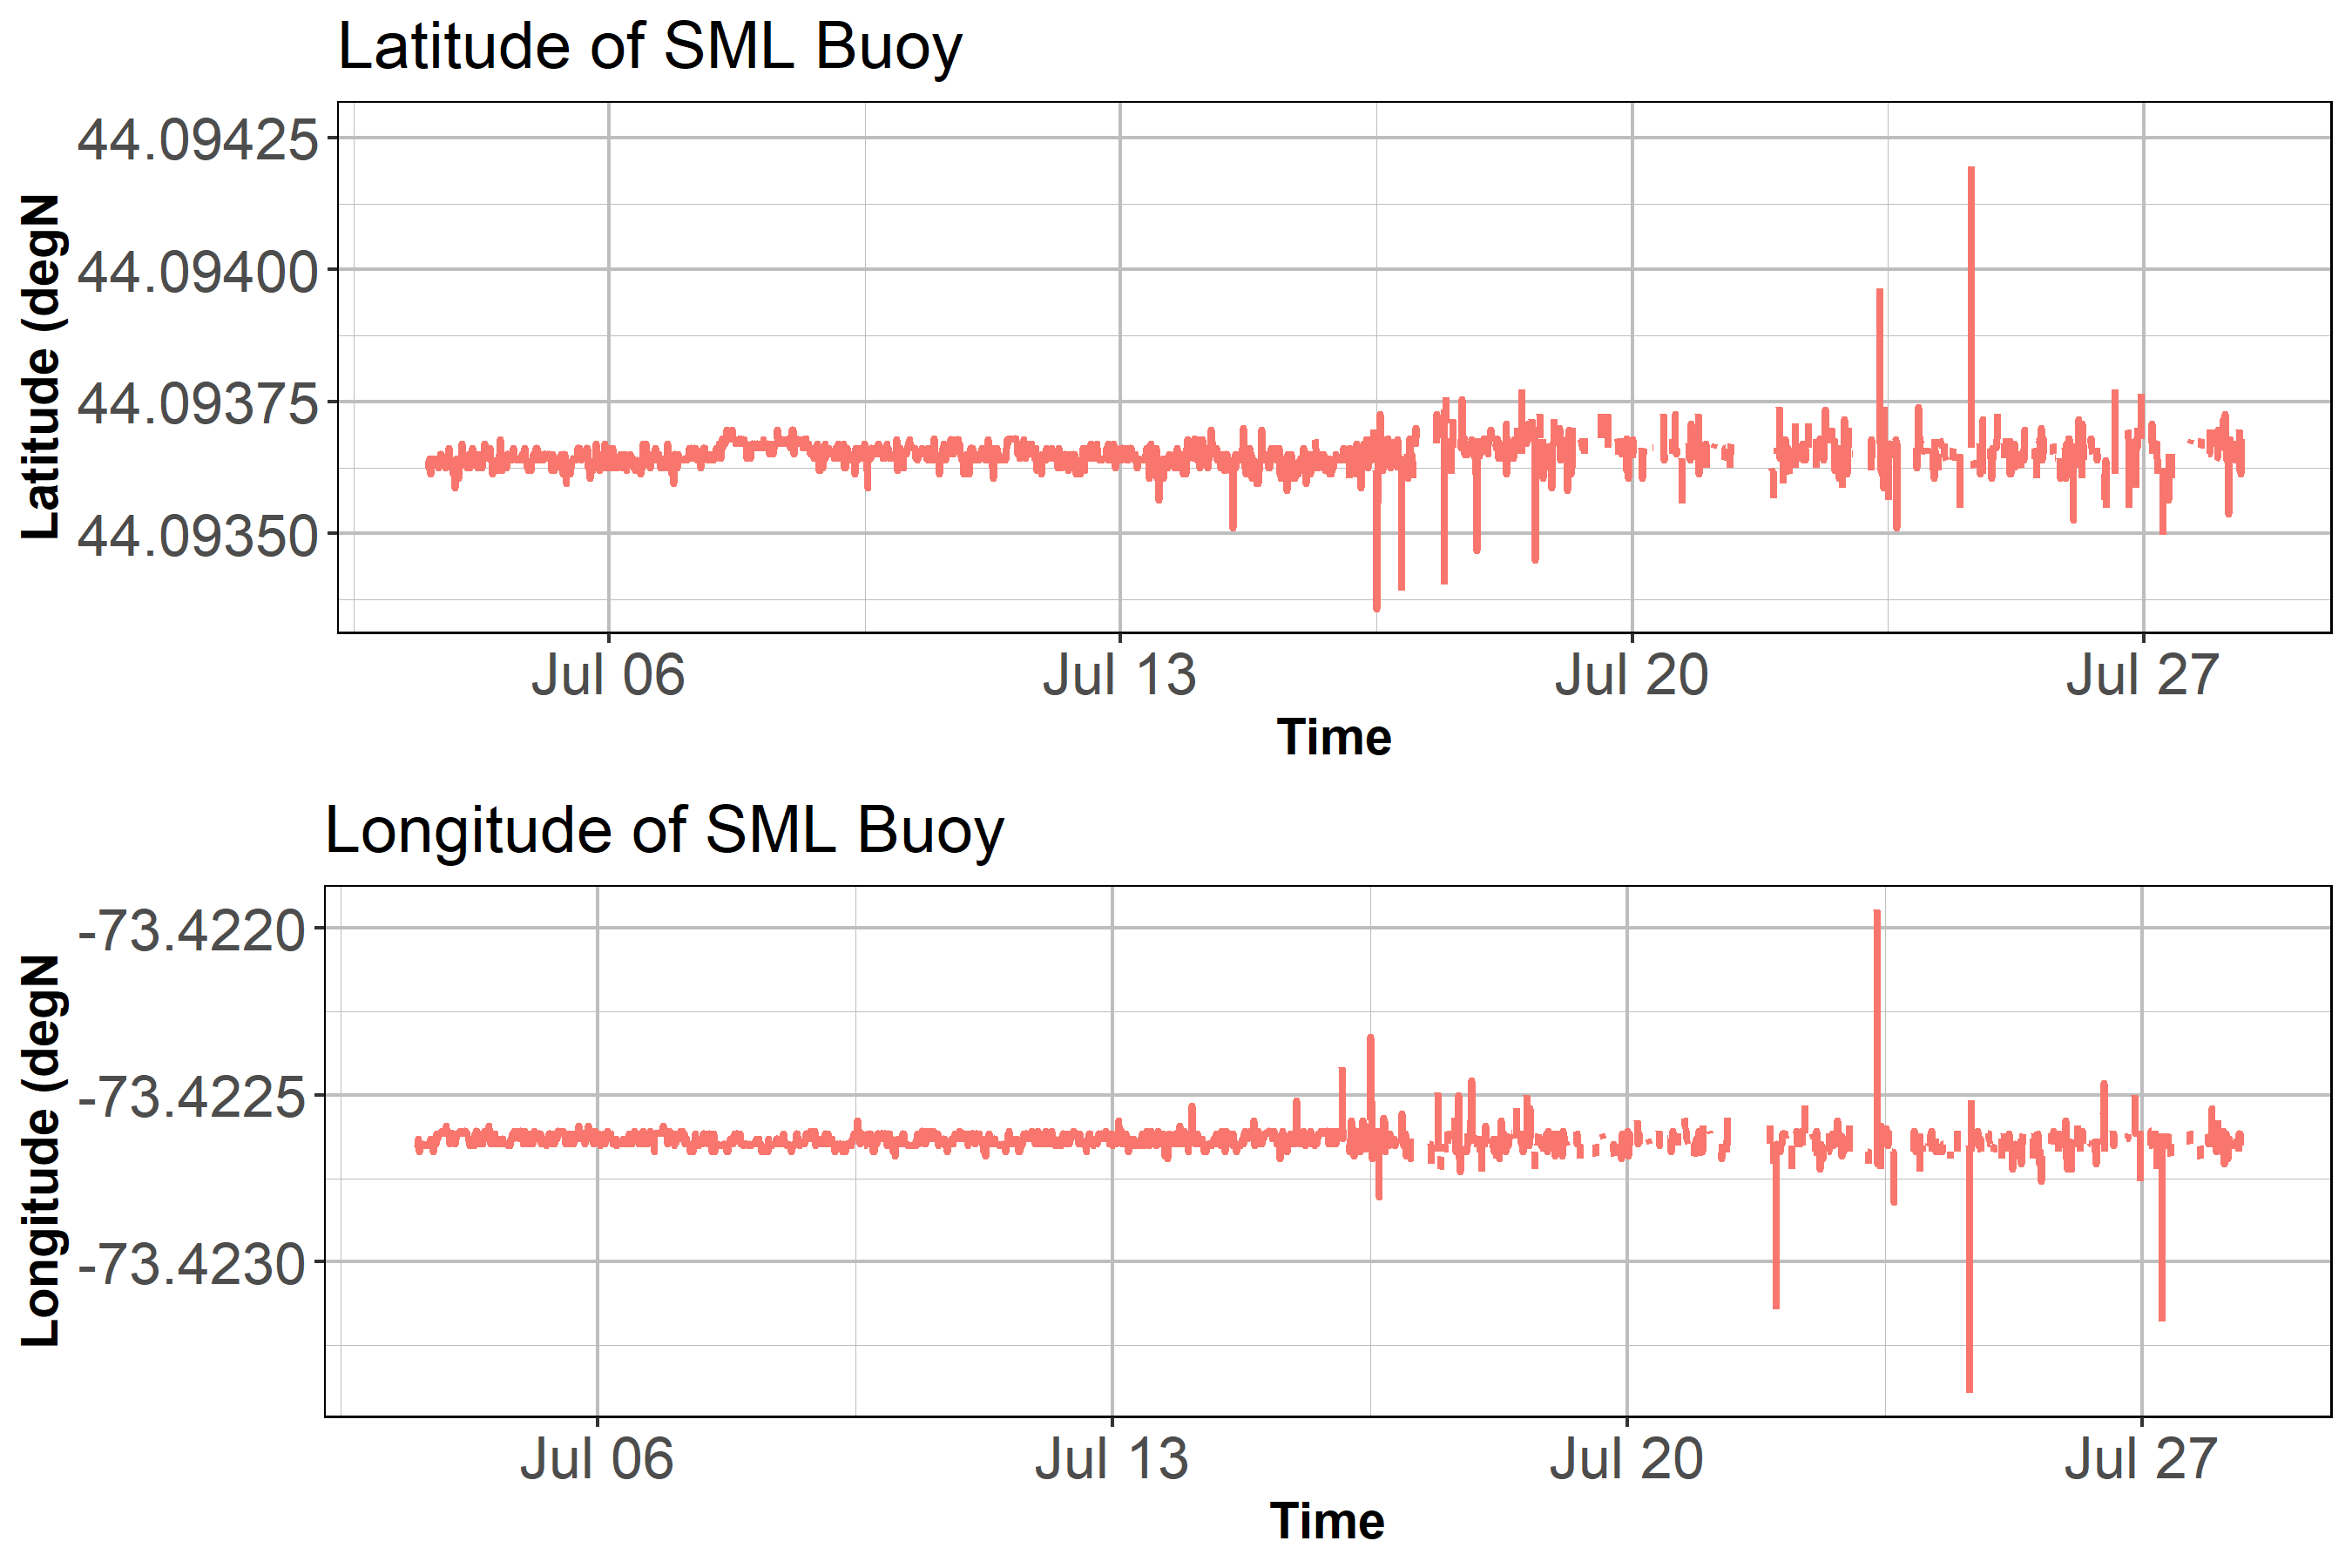 Latitude of SML Buoy
Latitude (degN
44.09425
44.09400
44.09375
44.09350
Jul 06 Jul 13 Jul 20 Jul 27
Time
Longitude of SML Buoy
Longitude (degN
-73.4220
-73.4225
-73.4230
Jul 06 Jul 13 Jul 20 Jul 27
Time